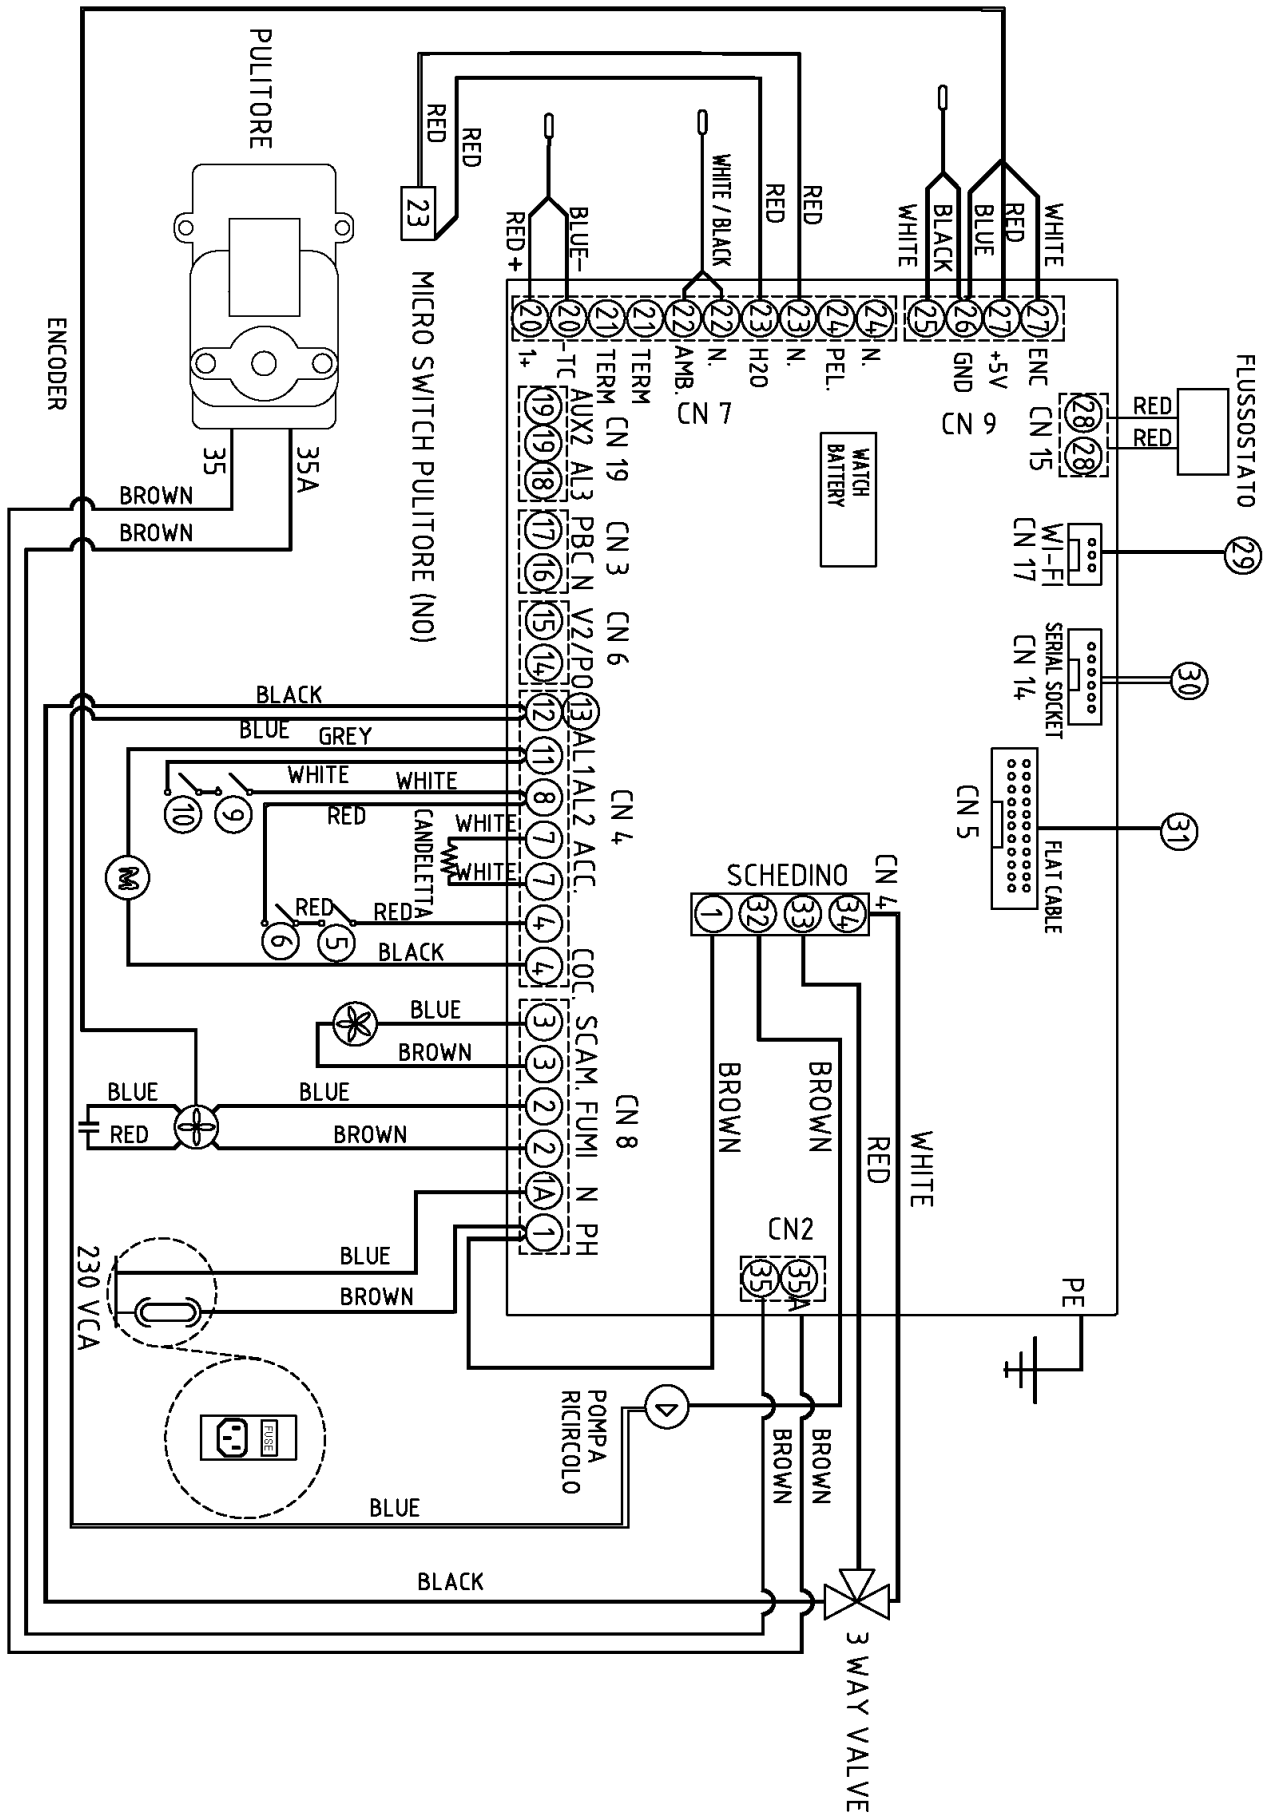 PULITORE
RED
RED
23
MICRO SWITCH PULITORE (NO)
ENCODER
35
35A
BROWN
BROWN
RED +
BLUE-
WHITE / BLACK
RED
RED
WHITE
BLACK
BLUE
RED
WHITE
20
20
21
21
22
22
23
23
24
24
25
26
27
27
1+
-TC
TERM
TERM
AMB.
N.
H2O
N.
PEL.
N.
GND
+5V
ENC
CN 7
CN 9
FLUSSOSTATO
RED
RED
28
28
CN 15
WATCH
BATTERY
29
WI-FI
CN 17
30
SERIAL SOCKET
CN 14
31
FLAT CABLE
CN 5
19
19
18
AUX2 AL3
CN 19
17
16
PBC N
CN 3
15
14
V2/PO
CN 6
12
13
11
8
7
7
4
4
AL1
AL2
ACC.
COC.
CN 4
BLACK
BLUE
GREY
WHITE
WHITE
10
9
RED
WHITE
CANDELETTA
WHITE
M
RED
RED
6
5
BLACK
3
3
2
2
1A
1
SCAM.
FUMI
N
PH
CN 8
BLUE
BROWN
BLUE
RED
BLUE
BROWN
BLUE
BROWN
230 VCA
FUSE
SCHEDINO
CN 4
1
32
33
34
BROWN
BROWN
RED
WHITE
CN2
35
35A
PE
POMPA
RICIRCOLO
BROWN
BROWN
BLUE
BLACK
3 WAY VALVE